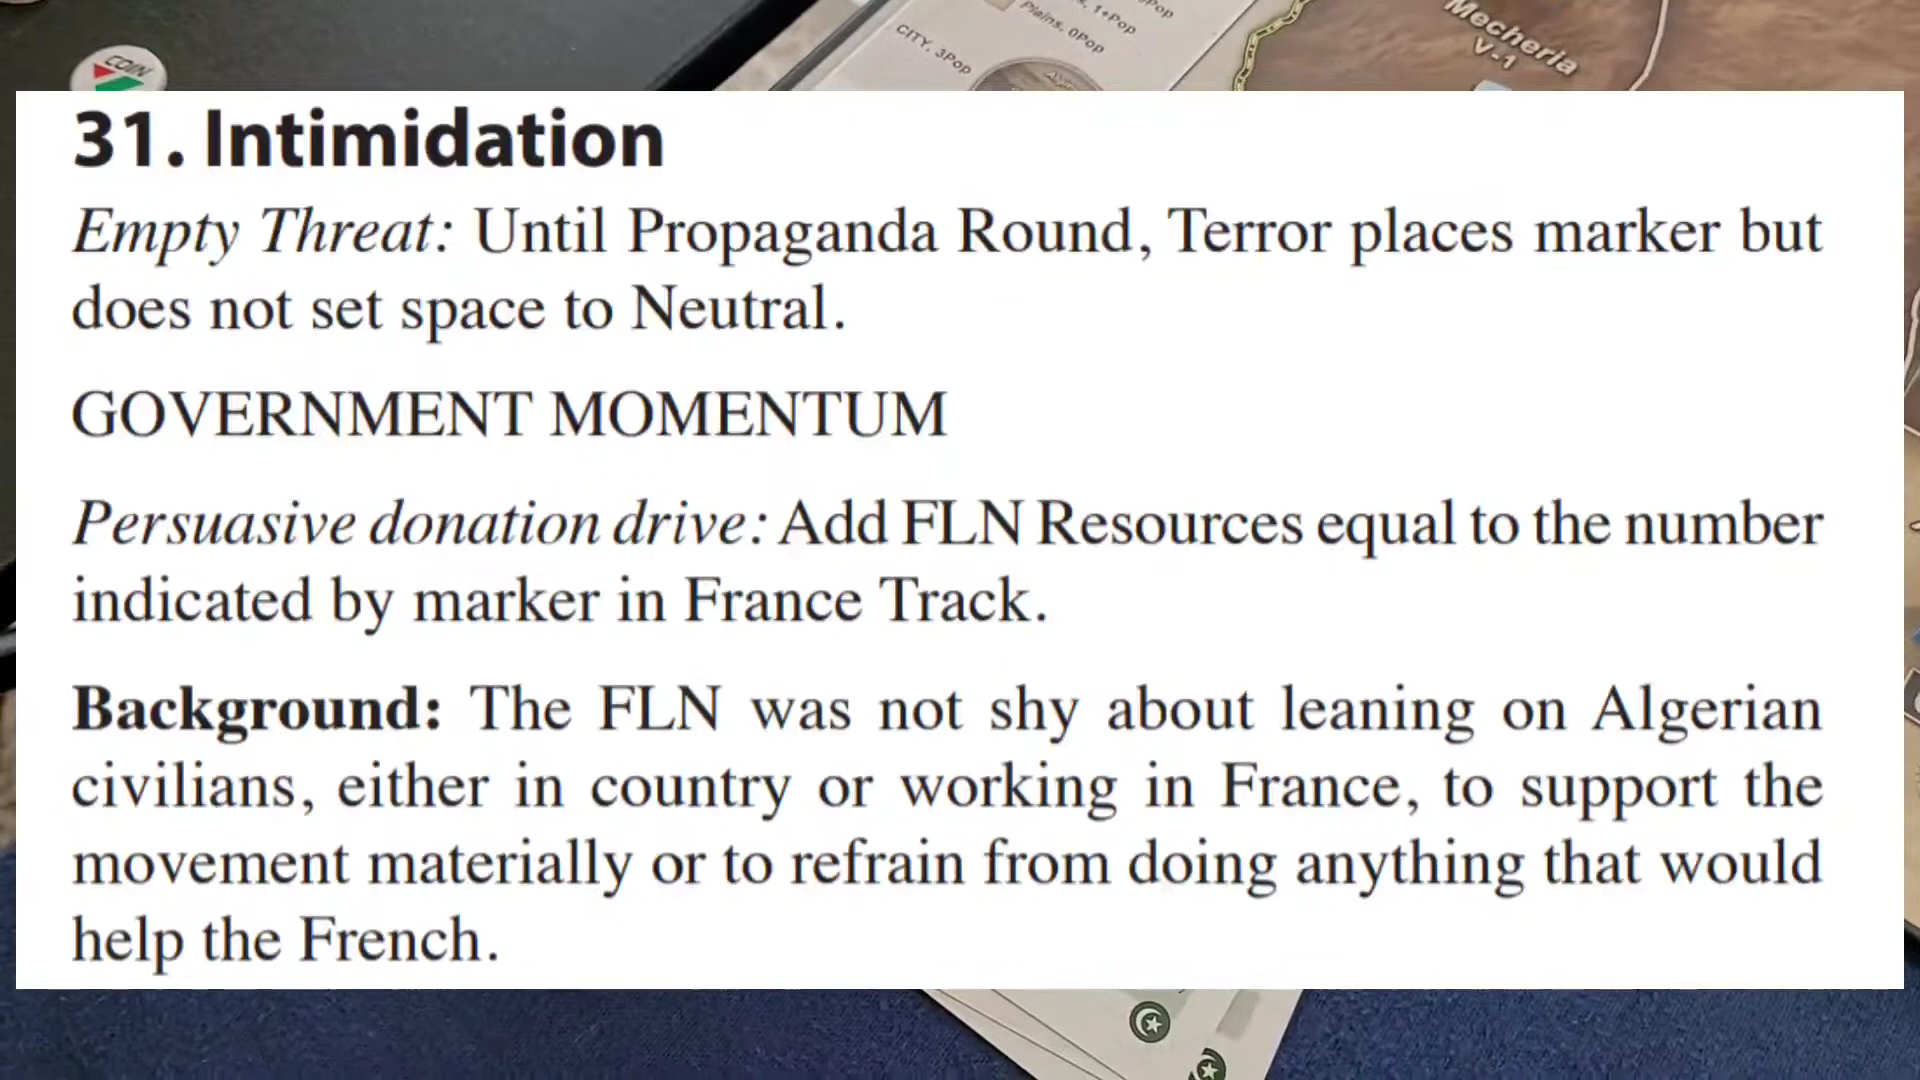 COIN
1+Pop
Plains, 0Pop
CITY, 3Pop
Mecheria
V-1
31. Intimidation
Empty Threat: Until Propaganda Round, Terror places marker but
does not set space to Neutral.
GOVERNMENT MOMENTUM
Persuasive donation drive: Add FLN Resources equal to the number
indicated by marker in France Track.
Background: The FLN was not shy about leaning on Algerian
civilians, either in country or working in France, to support the
movement materially or to refrain from doing anything that would
help the French.